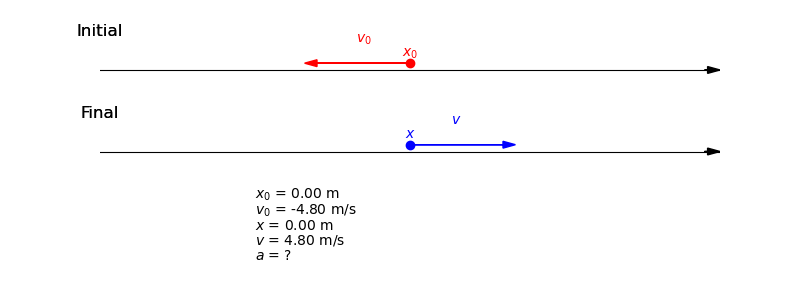 Initial
v₀
x₀
Final
v
x
x₀ = 0.00 m
v₀ = -4.80 m/s
x = 0.00 m
v = 4.80 m/s
a = ?